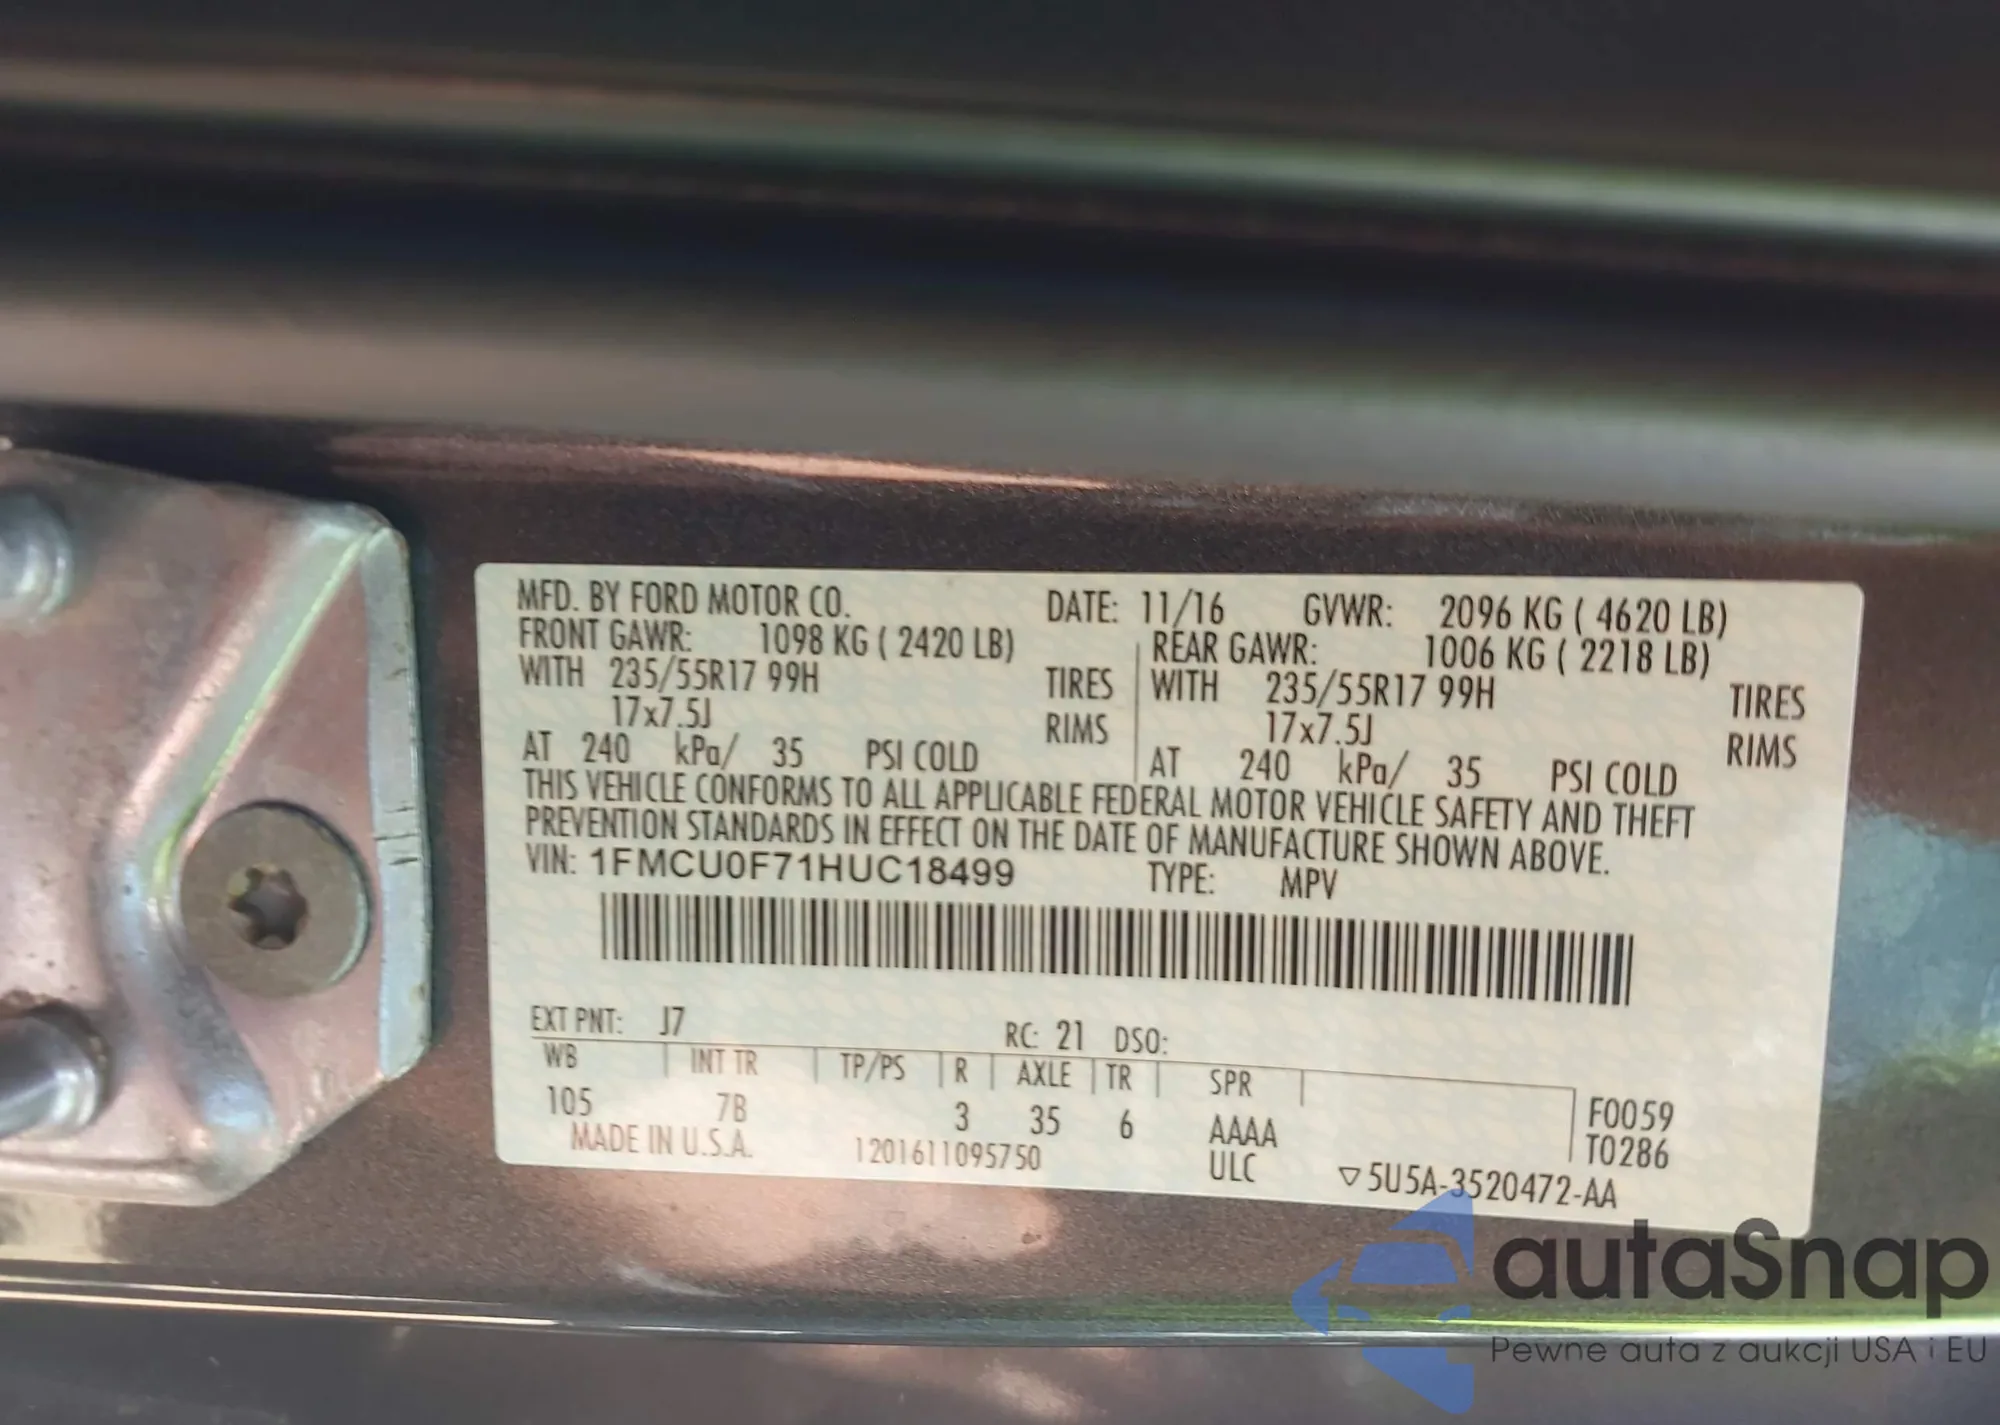 MFD. BY FORD MOTOR CO. DATE: 11/16 GVWR: 2096 KG ( 4620 LB)
FRONT GAWR: 1098 KG ( 2420 LB) REAR GAWR: 1006 KG ( 2218 LB)
WITH 235/55R17 99H TIRES WITH 235/55R17 99H TIRES
17x7.5J RIMS 17x7.5J RIMS
AT 240 kPa/ 35 PSI COLD AT 240 kPa/ 35 PSI COLD
THIS VEHICLE CONFORMS TO ALL APPLICABLE FEDERAL MOTOR VEHICLE SAFETY AND THEFT
PREVENTION STANDARDS IN EFFECT ON THE DATE OF MANUFACTURE SHOWN ABOVE.
VIN: 1FMCU0F71HUC18499 TYPE: MPV
EXT PNT: J7 RC: 21 DSO:
WB INT TR TP/PS R AXLE TR SPR
105 7B 3 35 6 AAAA F0059
MADE IN U.S.A. 1201611095750 ULC T0286
▽5U5A-3520472-AA
autaSnap
Pewne auta z aukcji USA i EU